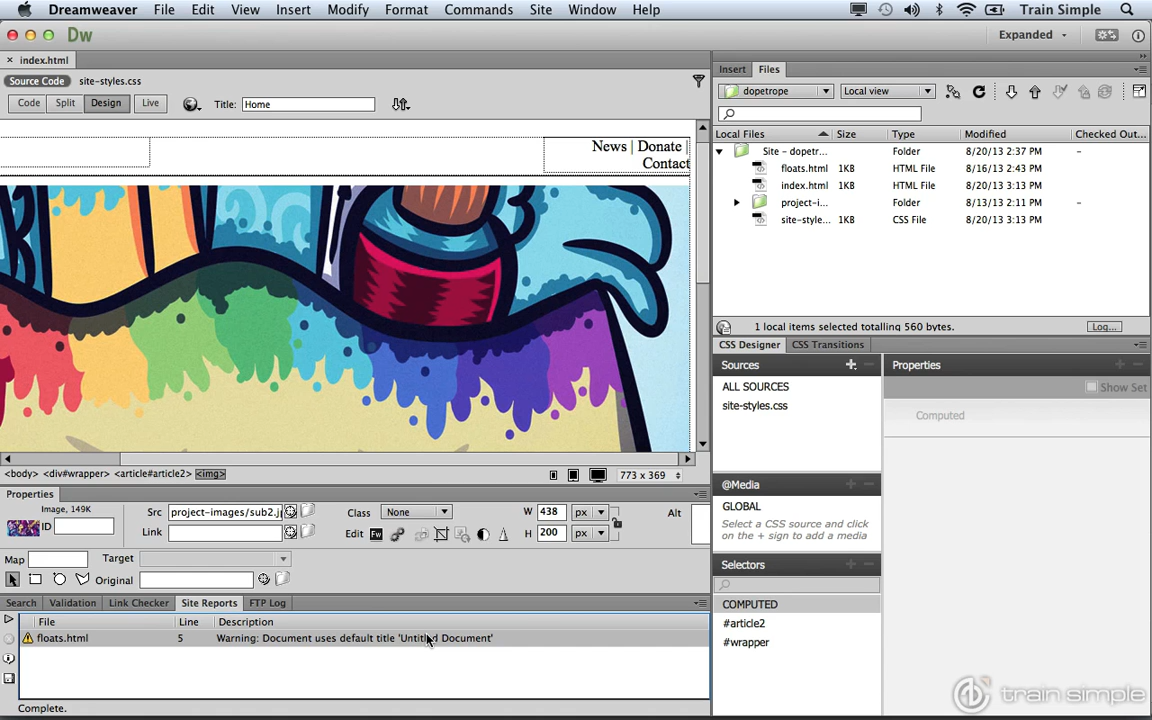 Dreamweaver File Edit View Insert Modify Format Commands Site Window Help Train Simple
Dw Expanded
index.html
Source Code site-styles.css
Code Split Design Live Title: Home
News | Donate |
Contact
<body> <div#wrapper> <article#article2> <img> 773 x 369
Properties
Image, 149K Src project-images/sub2.j Class None W 438 px Alt
ID Link Edit Fw H 200 px
Map Target
Original
Search Validation Link Checker Site Reports FTP Log
File Line Description
floats.html 5 Warning: Document uses default title 'Untitled Document'
Complete.
Insert Files
dopetrope Local view
Local Files Size Type Modified Checked Out...
Site - dopetr... Folder 8/20/13 2:37 PM -
floats.html 1KB HTML File 8/16/13 2:43 PM
index.html 1KB HTML File 8/20/13 3:13 PM
project-i... Folder 8/13/13 2:11 PM -
site-style... 1KB CSS File 8/20/13 3:13 PM
1 local items selected totalling 560 bytes. Log...
CSS Designer CSS Transitions
Sources
ALL SOURCES
site-styles.css
@Media
GLOBAL
Select a CSS source and click
on the + sign to add a media
Selectors
COMPUTED
#article2
#wrapper
Properties
Show Set
Computed
train simple